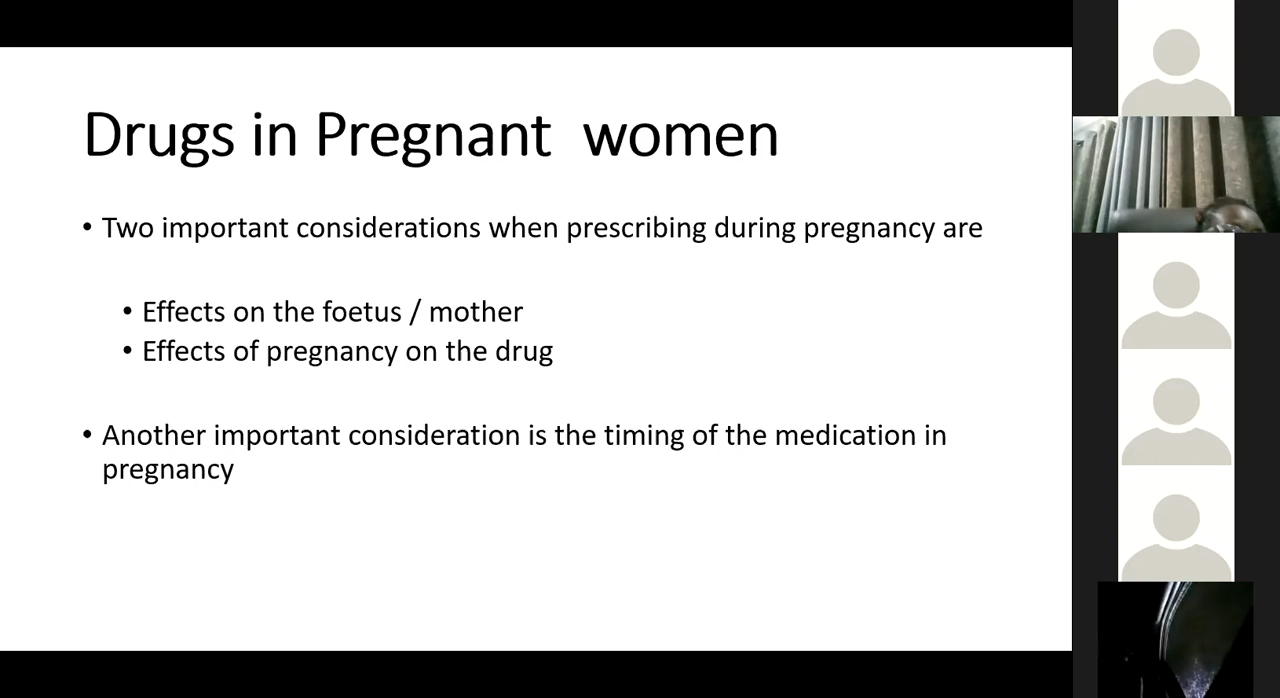 Drugs in Pregnant women
• Two important considerations when prescribing during pregnancy are
• Effects on the foetus / mother
• Effects of pregnancy on the drug
• Another important consideration is the timing of the medication in
pregnancy